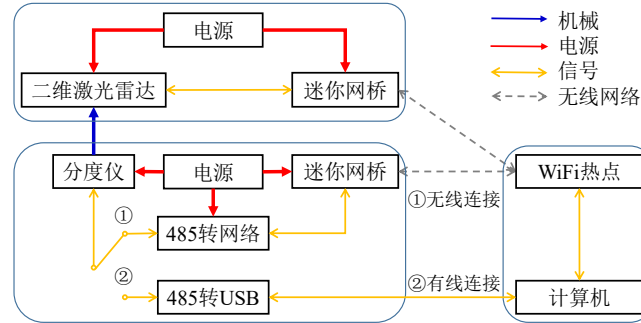 电源
机械
电源
二维激光雷达
迷你网桥
信号
无线网络
分度仪
电源
迷你网桥
WiFi热点
①
①无线连接
485转网络
②
485转USB
②有线连接
计算机